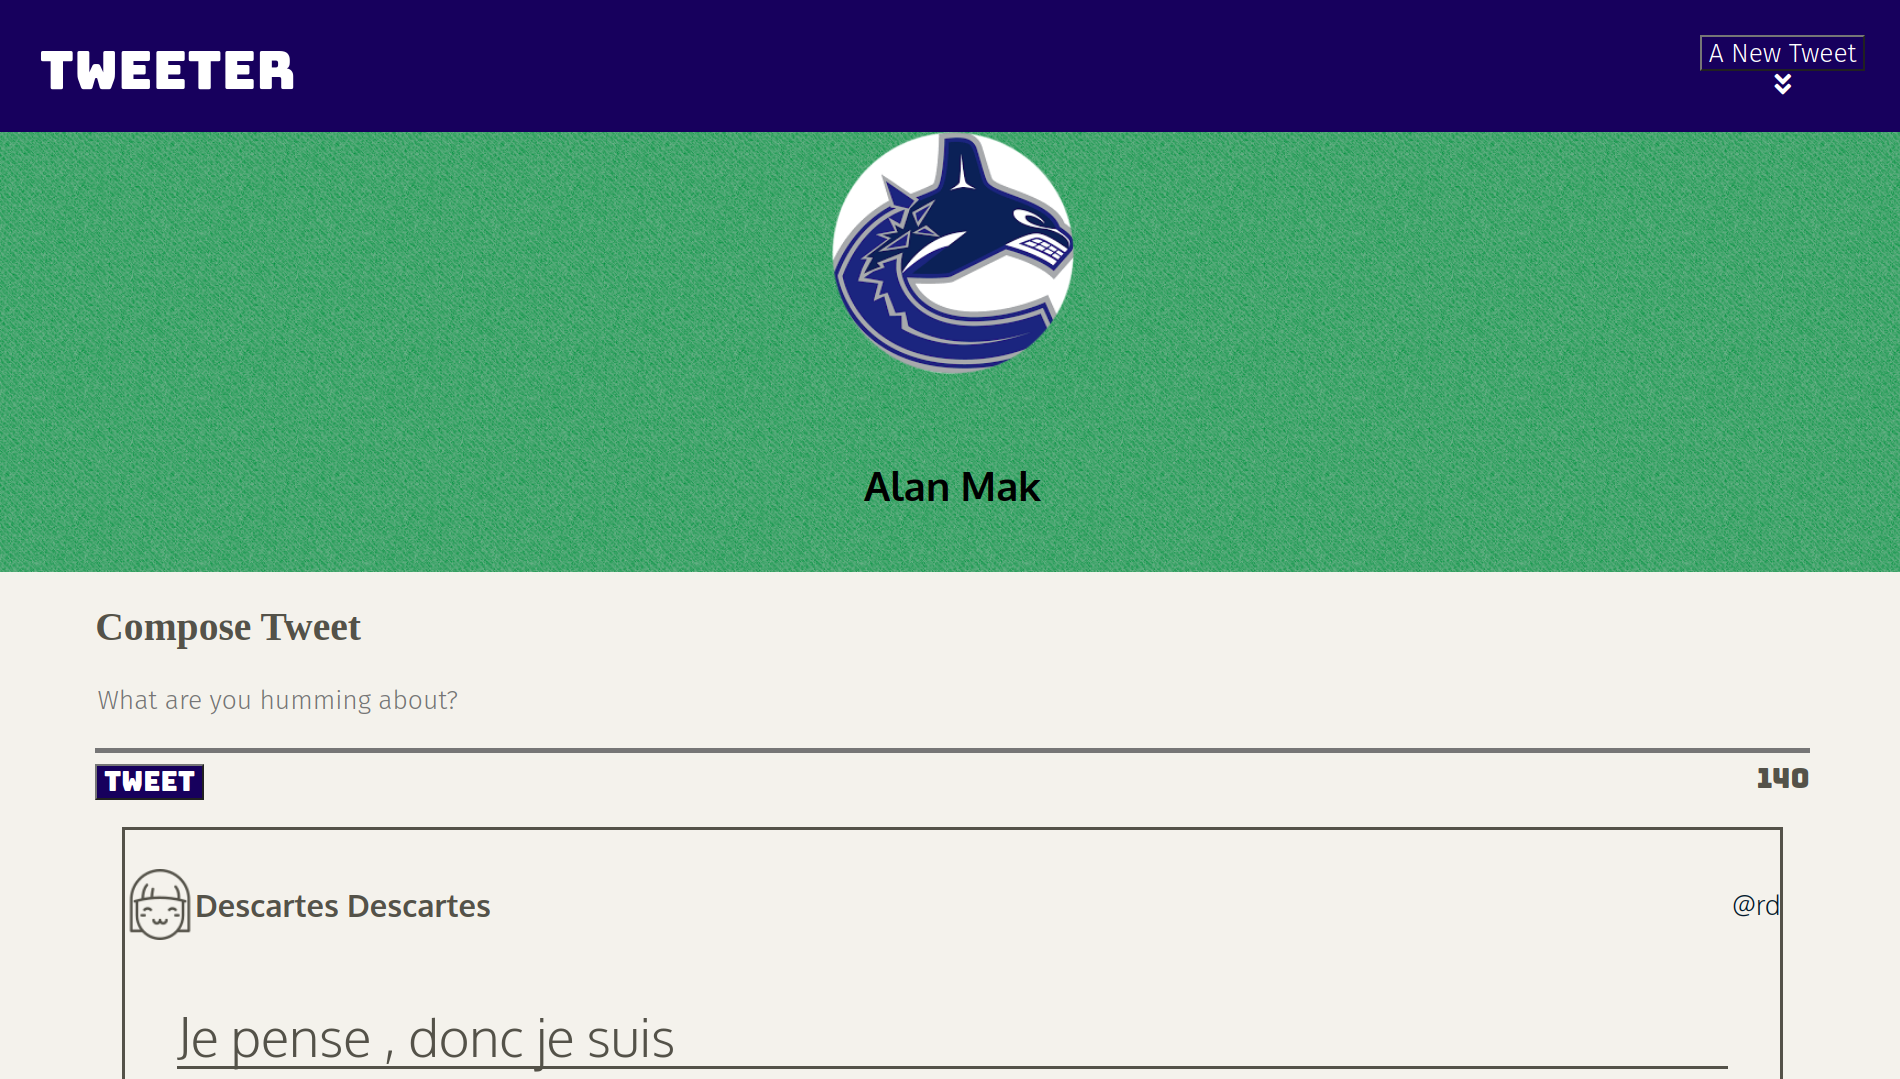 TWEETER
A New Tweet
Alan Mak
Compose Tweet
What are you humming about?
TWEET
140
Descartes Descartes
@rd
Je pense , donc je suis